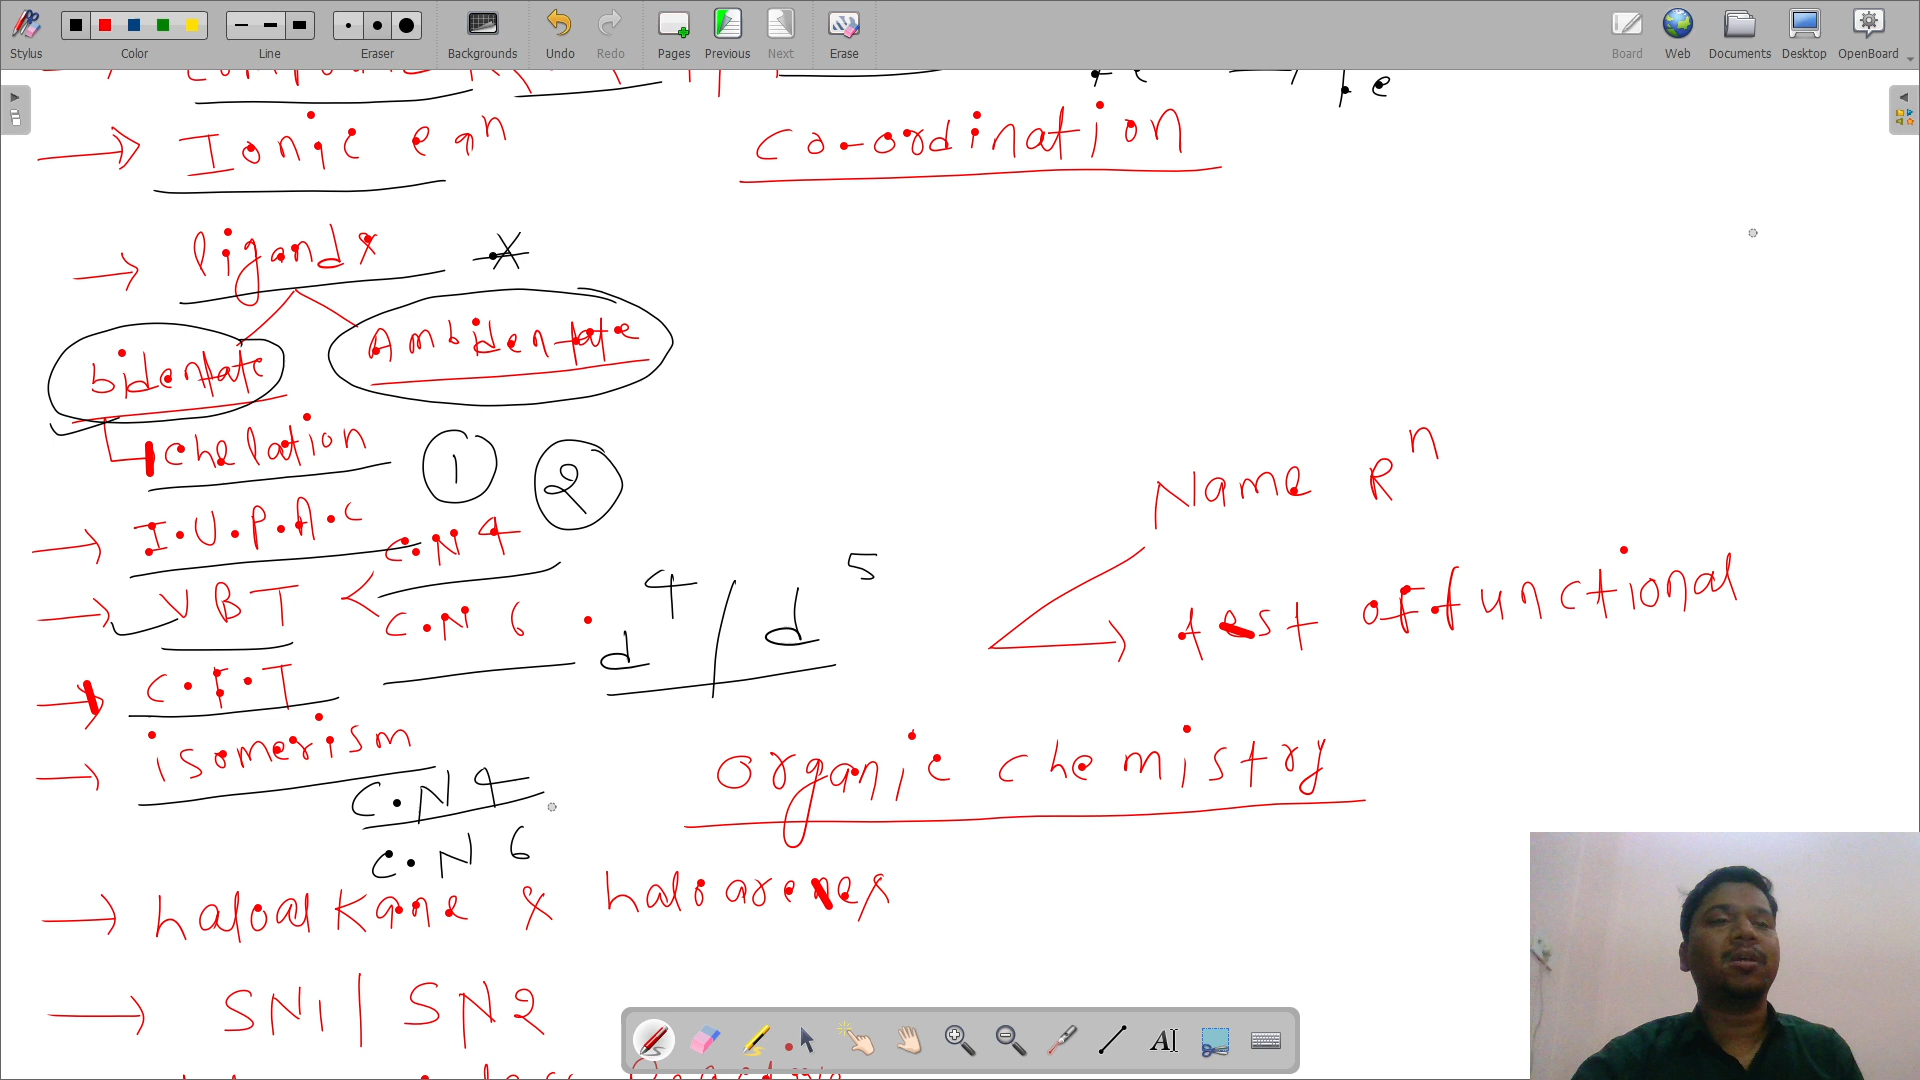 Stylus Color Line Eraser Backgrounds Undo Redo Pages Previous Next Erase Board Web Documents Desktop OpenBoard
→ Ionic eqn
Co-ordination
→ ligands
bidentate Ambidentate
chelation 1 2
→ I.U.P.A.C
→ VBT < C.N 4
C.N 6 . d4/d5
Name Rn
→ test of functional
→ C.F.T
→ isomerism
C.N 4
C.N 6
Organic chemistry
→ haloalkane & haloarenes
→ SN1 | SN2